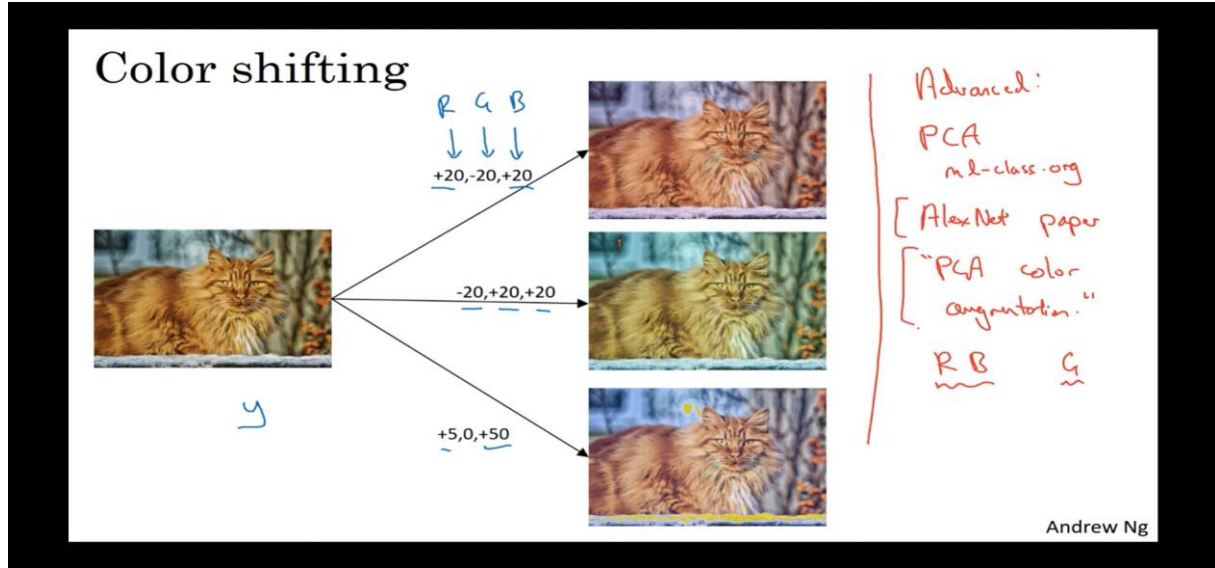 Color shifting
R G B
+20,-20,+20
-20,+20,+20
+5,0,+50
y
Advanced:
PCA
ml-class.org
[AlexNet paper
["PCA color
augmentation."
R B G
Andrew Ng